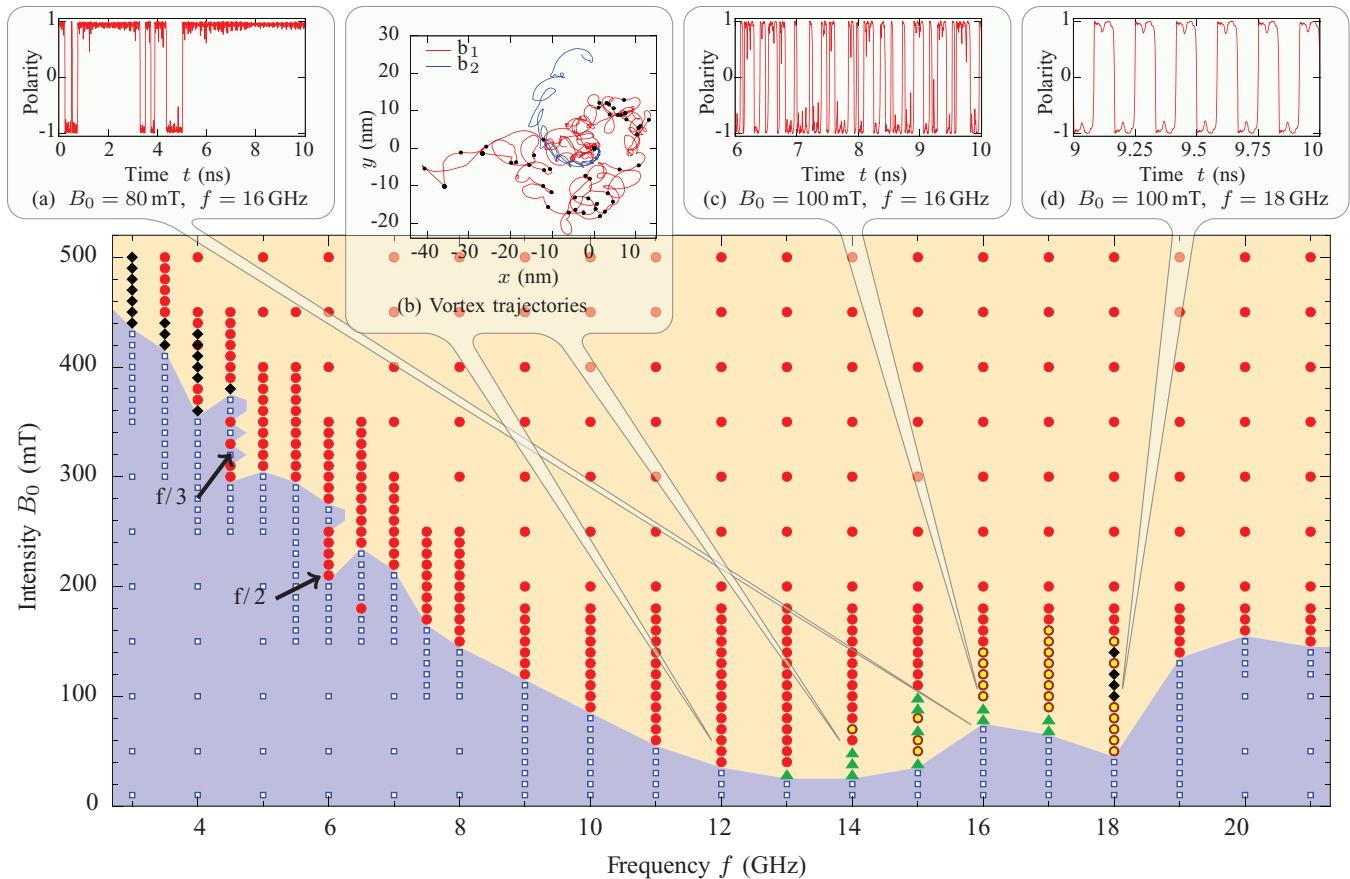 1
0
-1
Polarity
0 2 4 6 8 10
Time t (ns)
(a) B0 = 80 mT, f = 16 GHz
30
20
10
0
-10
-20
y (nm)
b1
b2
-40 -30 -20 -10 0 10
x (nm)
(b) Vortex trajectories
1
0
-1
Polarity
6 7 8 9 10
Time t (ns)
(c) B0 = 100 mT, f = 16 GHz
1
0
-1
Polarity
9 9.25 9.5 9.75 10
Time t (ns)
(d) B0 = 100 mT, f = 18 GHz
500
400
300
200
100
0
Intensity B0 (mT)
f/3
f/2
4 6 8 10 12 14 16 18 20
Frequency f (GHz)